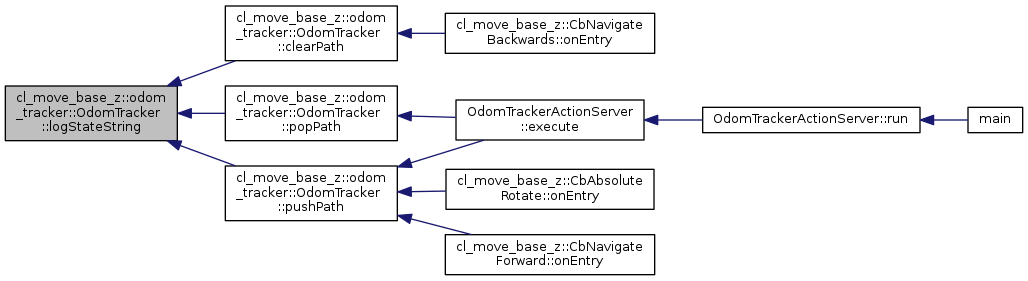 cl_move_base_z::odom
_tracker::OdomTracker
::logStateString
cl_move_base_z::odom
_tracker::OdomTracker
::clearPath
cl_move_base_z::CbNavigate
Backwards::onEntry
cl_move_base_z::odom
_tracker::OdomTracker
::popPath
OdomTrackerActionServer
::execute
OdomTrackerActionServer::run
main
cl_move_base_z::odom
_tracker::OdomTracker
::pushPath
cl_move_base_z::CbAbsolute
Rotate::onEntry
cl_move_base_z::CbNavigate
Forward::onEntry